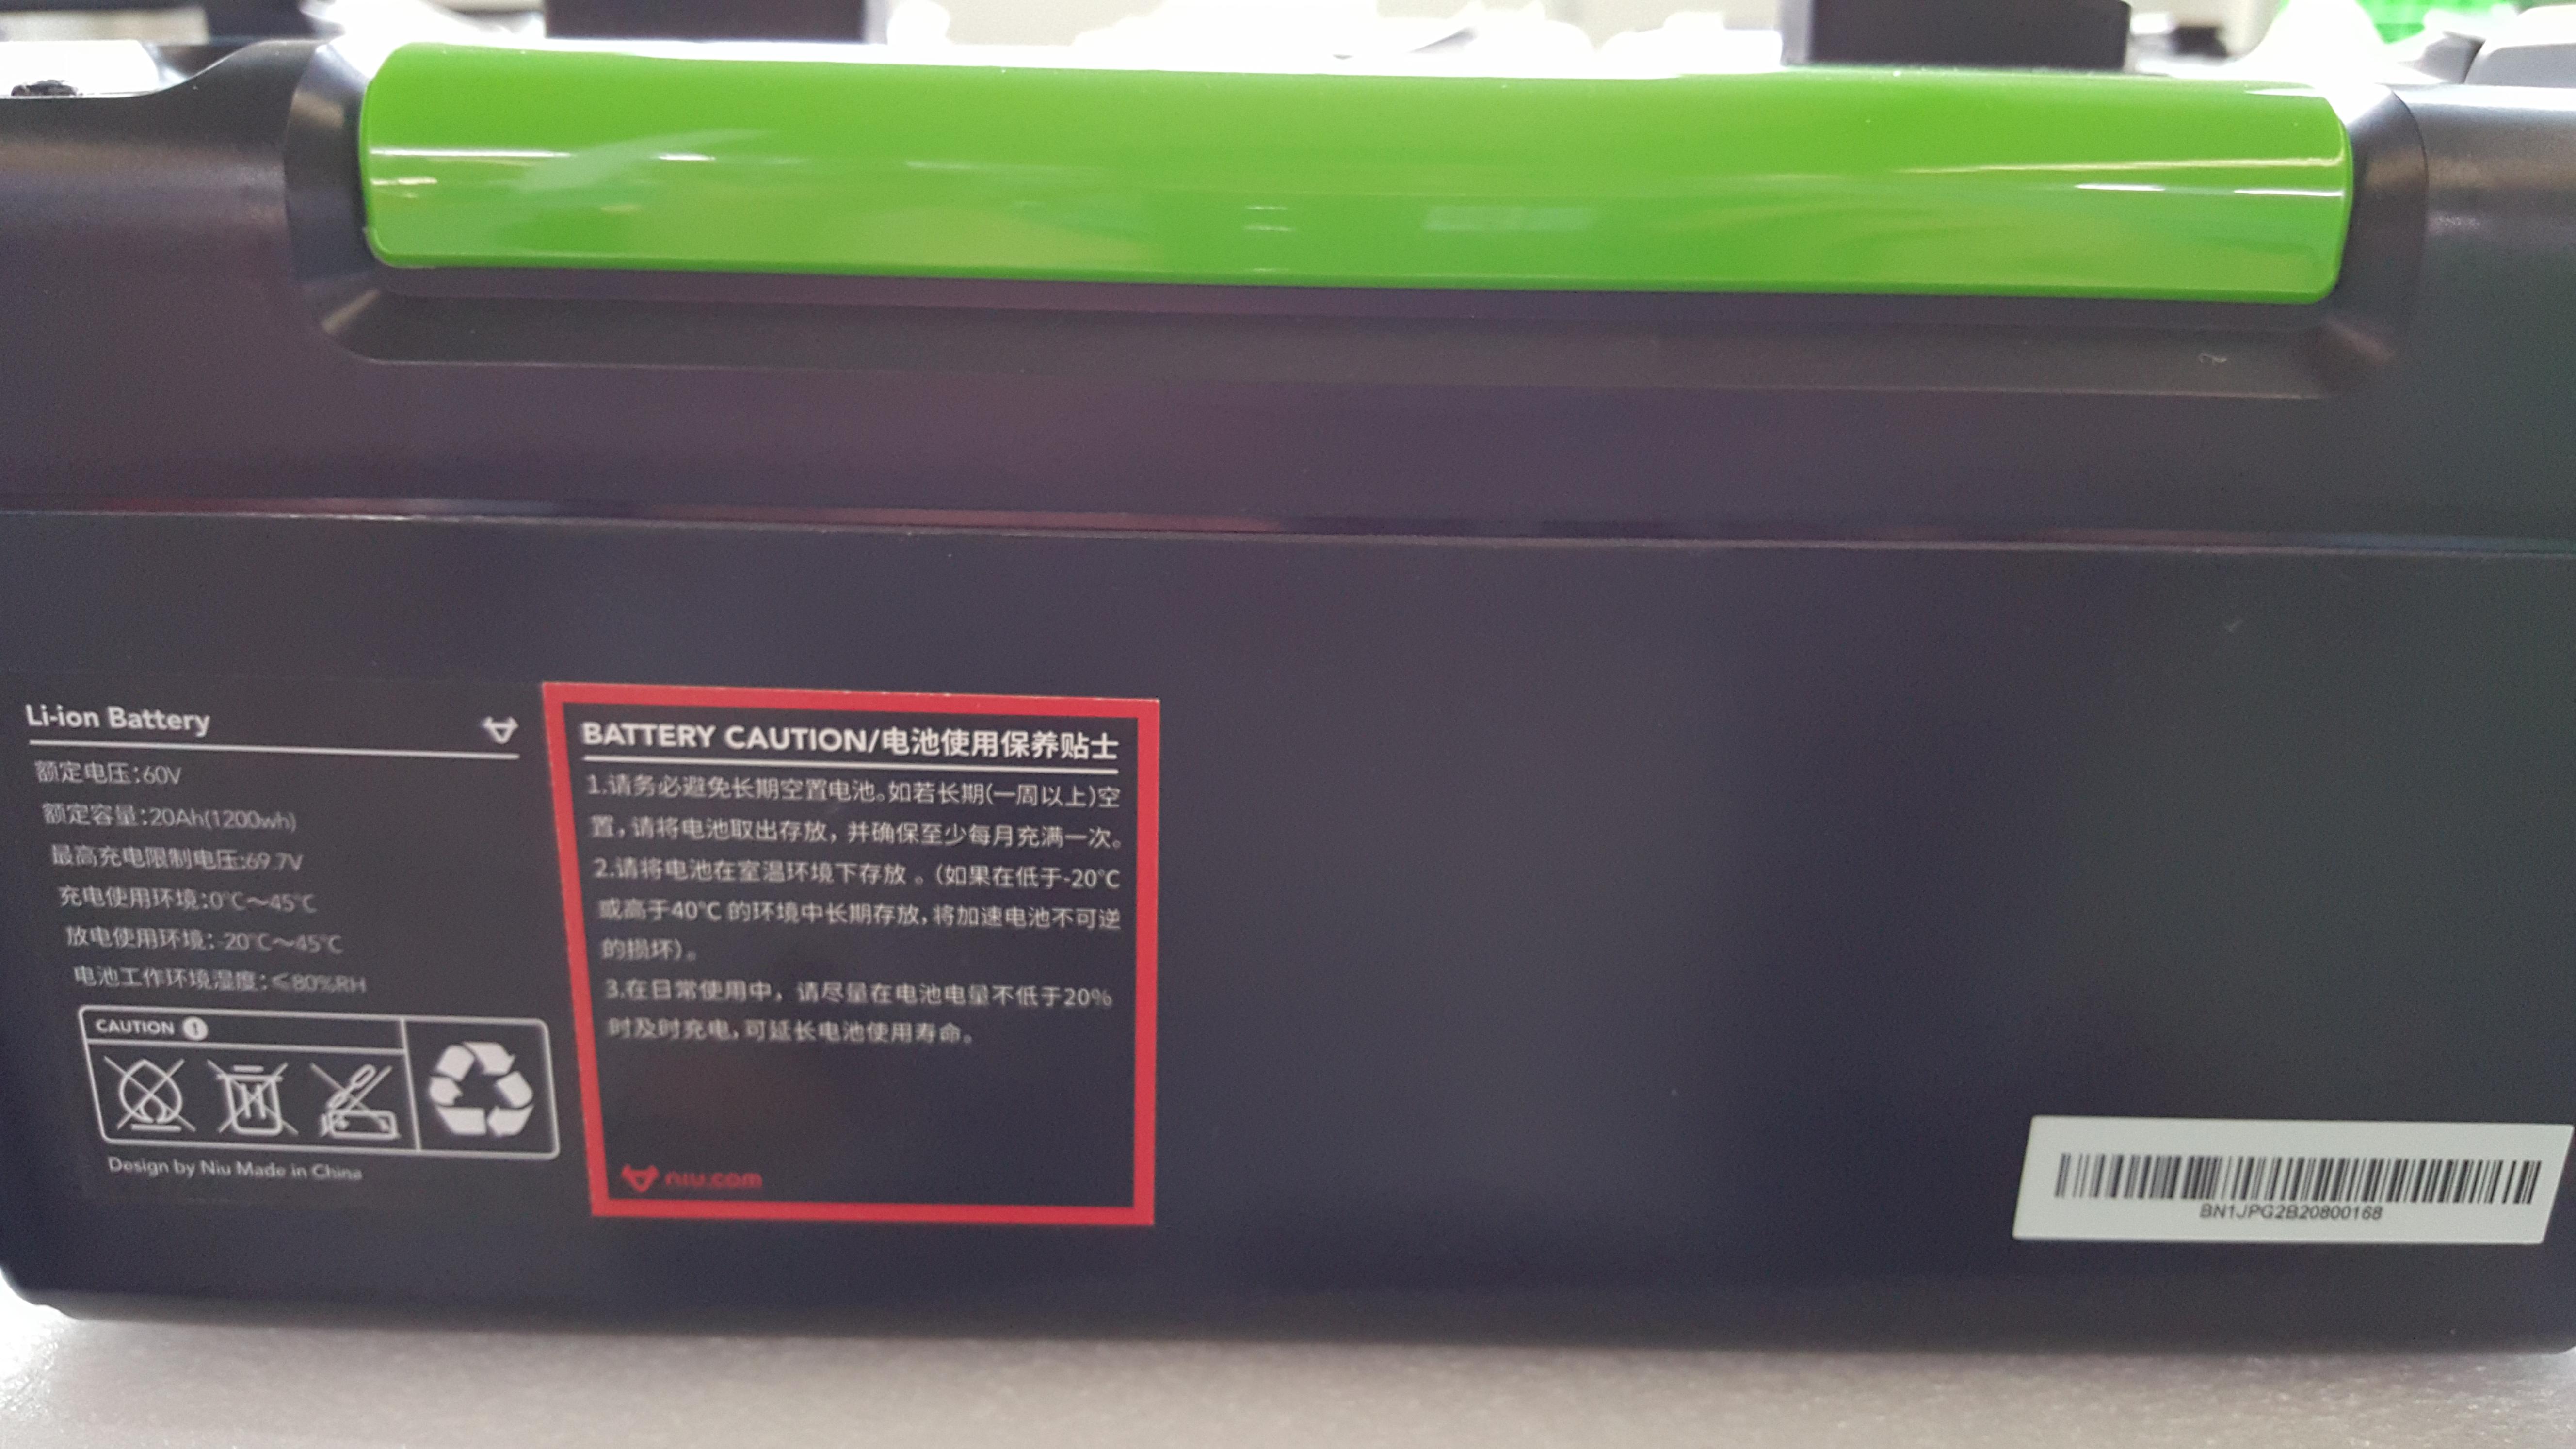 Li-ion Battery
额定电压:60V
额定容量:20Ah(1200wh)
最高充电限制电压:69.7V
充电使用环境:0℃~45℃
放电使用环境:-20℃~45℃
电池工作环境湿度:≤80%RH
CAUTION 1
Design by Niu Made in China
BATTERY CAUTION/电池使用保养贴士
1.请务必避免长期空置电池。如若长期(一周以上)空
置,请将电池取出存放,并确保至少每月充满一次。
2.请将电池在室温环境下存放。(如果在低于-20℃
或高于40℃的环境中长期存放,将加速电池不可逆
的损坏)。
3.在日常使用中,请尽量在电池电量不低于20%
时及时充电,可延长电池使用寿命。
niu.com
BN1JPG2B20800168